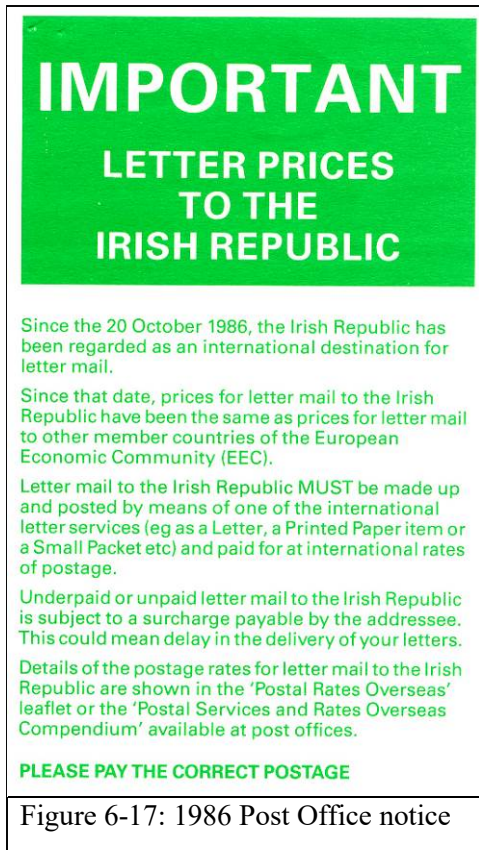 IMPORTANT
LETTER PRICES
TO THE
IRISH REPUBLIC
Since the 20 October 1986, the Irish Republic has
been regarded as an international destination for
letter mail.
Since that date, prices for letter mail to the Irish
Republic have been the same as prices for letter mail
to other member countries of the European
Economic Community (EEC).
Letter mail to the Irish Republic MUST be made up
and posted by means of one of the international
letter services (eg as a Letter, a Printed Paper item or
a Small Packet etc) and paid for at international rates
of postage.
Underpaid or unpaid letter mail to the Irish Republic
is subject to a surcharge payable by the addressee.
This could mean delay in the delivery of your letters.
Details of the postage rates for letter mail to the Irish
Republic are shown in the 'Postal Rates Overseas'
leaflet or the 'Postal Services and Rates Overseas
Compendium' available at post offices.
PLEASE PAY THE CORRECT POSTAGE
Figure 6-17: 1986 Post Office notice